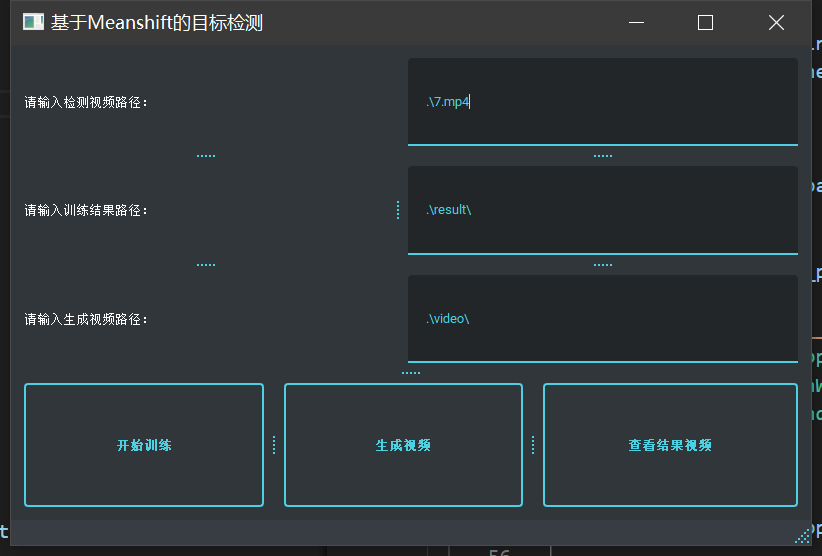 基于Meanshift的目标检测
请输入检测视频路径：
.\7.mp4
请输入训练结果路径：
.\result\
请输入生成视频路径：
.\video\
开始训练
生成视频
查看结果视频
56